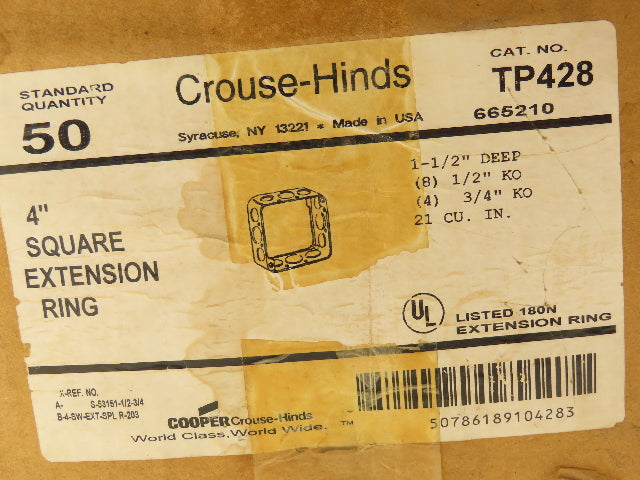 STANDARD
QUANTITY
50
Crouse-Hinds
Syracuse, NY 13221 * Made in USA
CAT. NO.
TP428
665210
4"
SQUARE
EXTENSION
RING
1-1/2" DEEP
(8) 1/2" KO
(4) 3/4" KO
21 CU. IN.
UL
LISTED 180N
EXTENSION RING
X-REF. NO.
A- S-53151-1/2-3/4
B-4-SW-EXT-SPL R-203
COOPER Crouse-Hinds
World Class, World Wide. ™
50786189104283